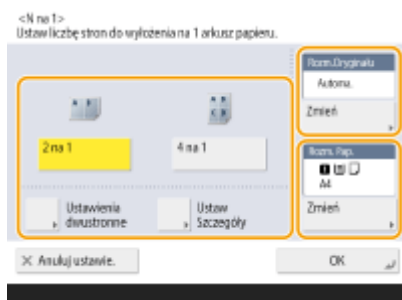 <N na 1>
Ustaw liczbę stron do wyłożenia na 1 arkusz papieru.
Rozm.Oryginału
Automa.
Zmień
2 na 1
4 na 1
Rozm. Pap.
A4
Ustawienia dwustronne
Ustaw Szczegóły
Zmień
Anuluj ustawie.
OK